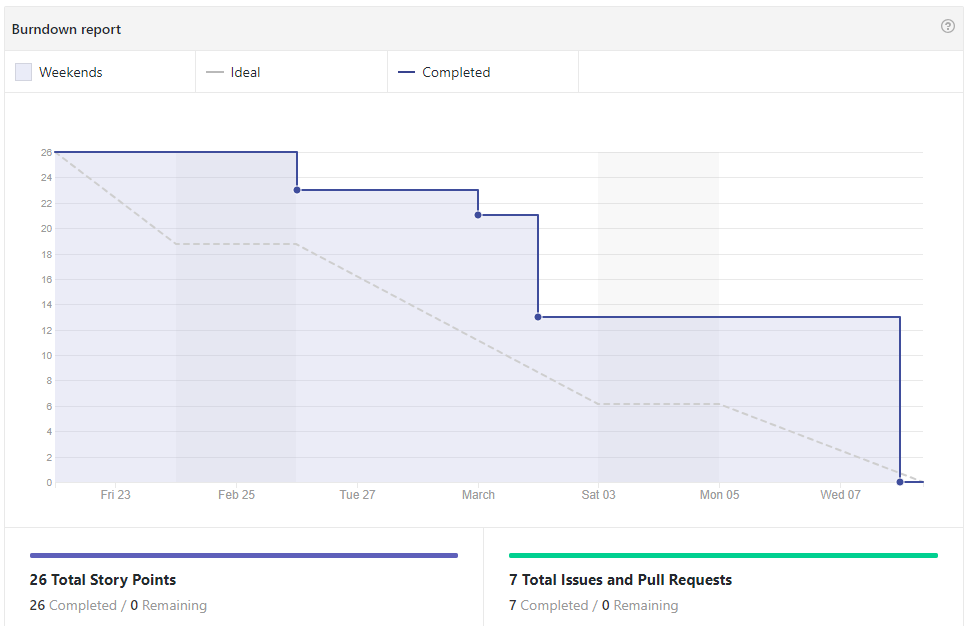 Burndown report
?
Weekends Ideal Completed
26
24
22
20
18
16
14
12
10
8
6
4
2
0
Fri 23 Feb 25 Tue 27 March Sat 03 Mon 05 Wed 07
26 Total Story Points
26 Completed / 0 Remaining
7 Total Issues and Pull Requests
7 Completed / 0 Remaining